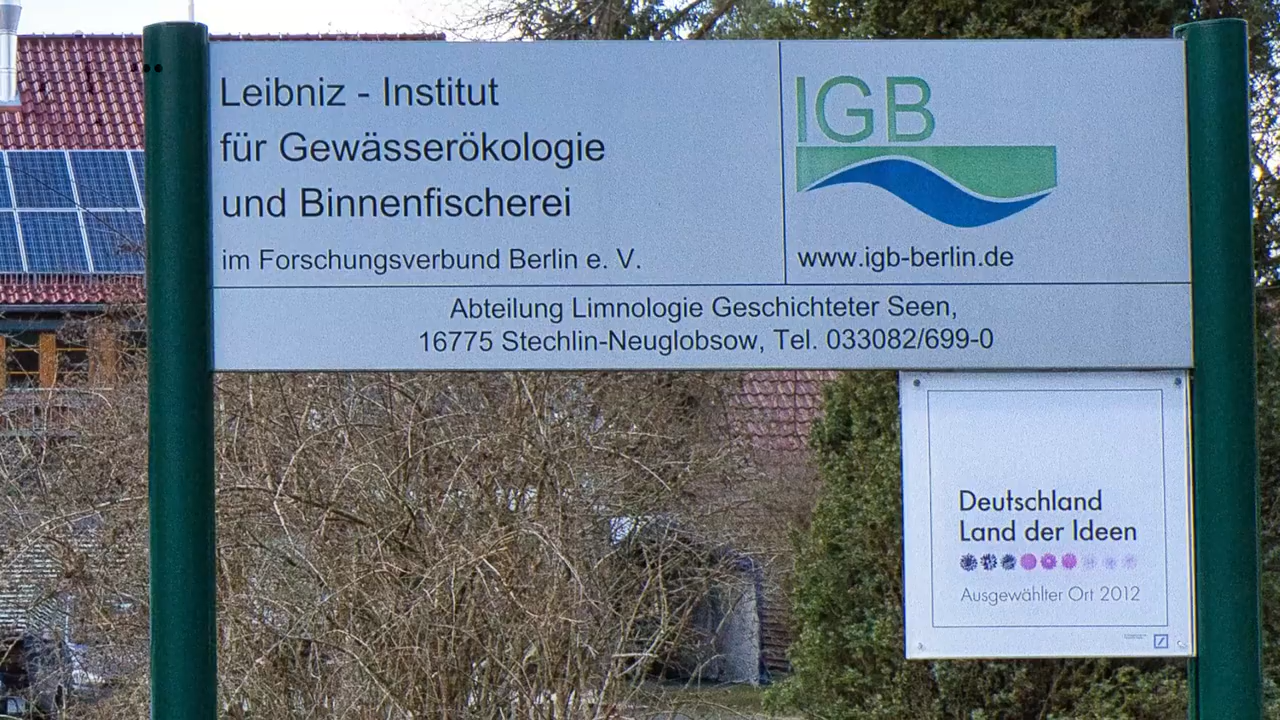 Leibniz - Institut
für Gewässerökologie
und Binnenfischerei
im Forschungsverbund Berlin e. V.
IGB
www.igb-berlin.de
Abteilung Limnologie Geschichteter Seen,
16775 Stechlin-Neuglobsow, Tel. 033082/699-0
Deutschland
Land der Ideen
Ausgewählter Ort 2012